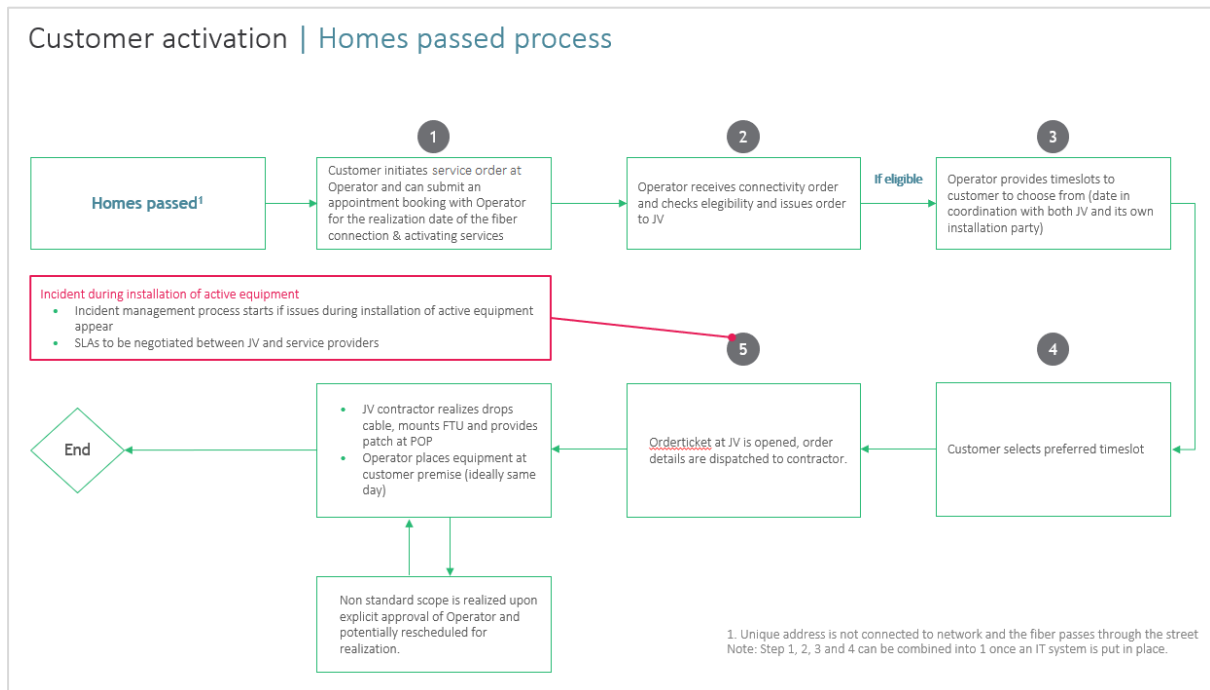 Customer activation | Homes passed process
1
2
3
Homes passed1
Customer initiates service order at
Operator and can submit an
appointment booking with Operator
for the realization date of the fiber
connection & activating services
Operator receives connectivity order
and checks elegibility and issues order
to JV
If eligible
Operator provides timeslots to
customer to choose from (date in
coordination with both JV and its own
installation party)
Incident during installation of active equipment
• Incident management process starts if issues during installation of active equipment
appear
• SLAs to be negotiated between JV and service providers
5
4
End
• JV contractor realizes drops
cable, mounts FTU and provides
patch at POP
• Operator places equipment at
customer premise (ideally same
day)
Orderticket at JV is opened, order
details are dispatched to contractor.
Customer selects preferred timeslot
Non standard scope is realized upon
explicit approval of Operator and
potentially rescheduled for
realization.
1. Unique address is not connected to network and the fiber passes through the street
Note: Step 1, 2, 3 and 4 can be combined into 1 once an IT system is put in place.